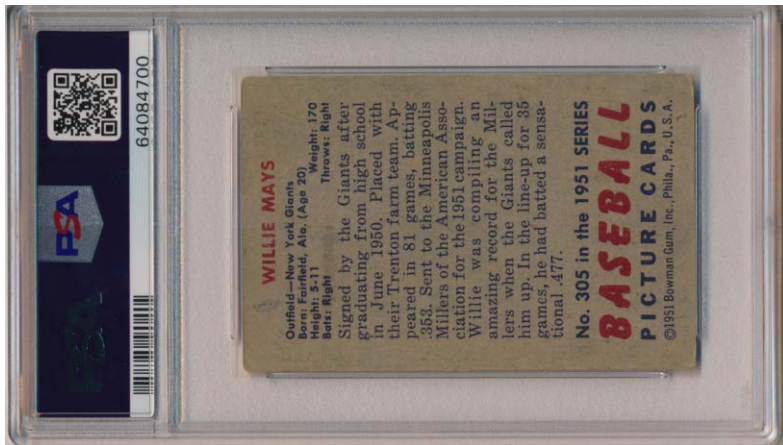 PSA
64084700
WILLIE MAYS
Outfield—New York Giants
Born: Fairfield, Ala. (Age 20)
Height: 5-11 Weight: 170
Bats: Right Throws: Right
Signed by the Giants after
graduating from high school
in June 1950. Placed with
their Trenton farm team. Ap-
peared in 81 games, batting
.353. Sent to the Minneapolis
Millers of the American Asso-
ciation for the 1951 campaign.
Willie was compiling an
amazing record for the Mil-
lers when the Giants called
him up. In the line-up for 35
games, he had batted a sensa-
tional .477.
No. 305 in the 1951 SERIES
BASEBALL
PICTURE CARDS
©1951 Bowman Gum, Inc., Phila., Pa., U.S.A.